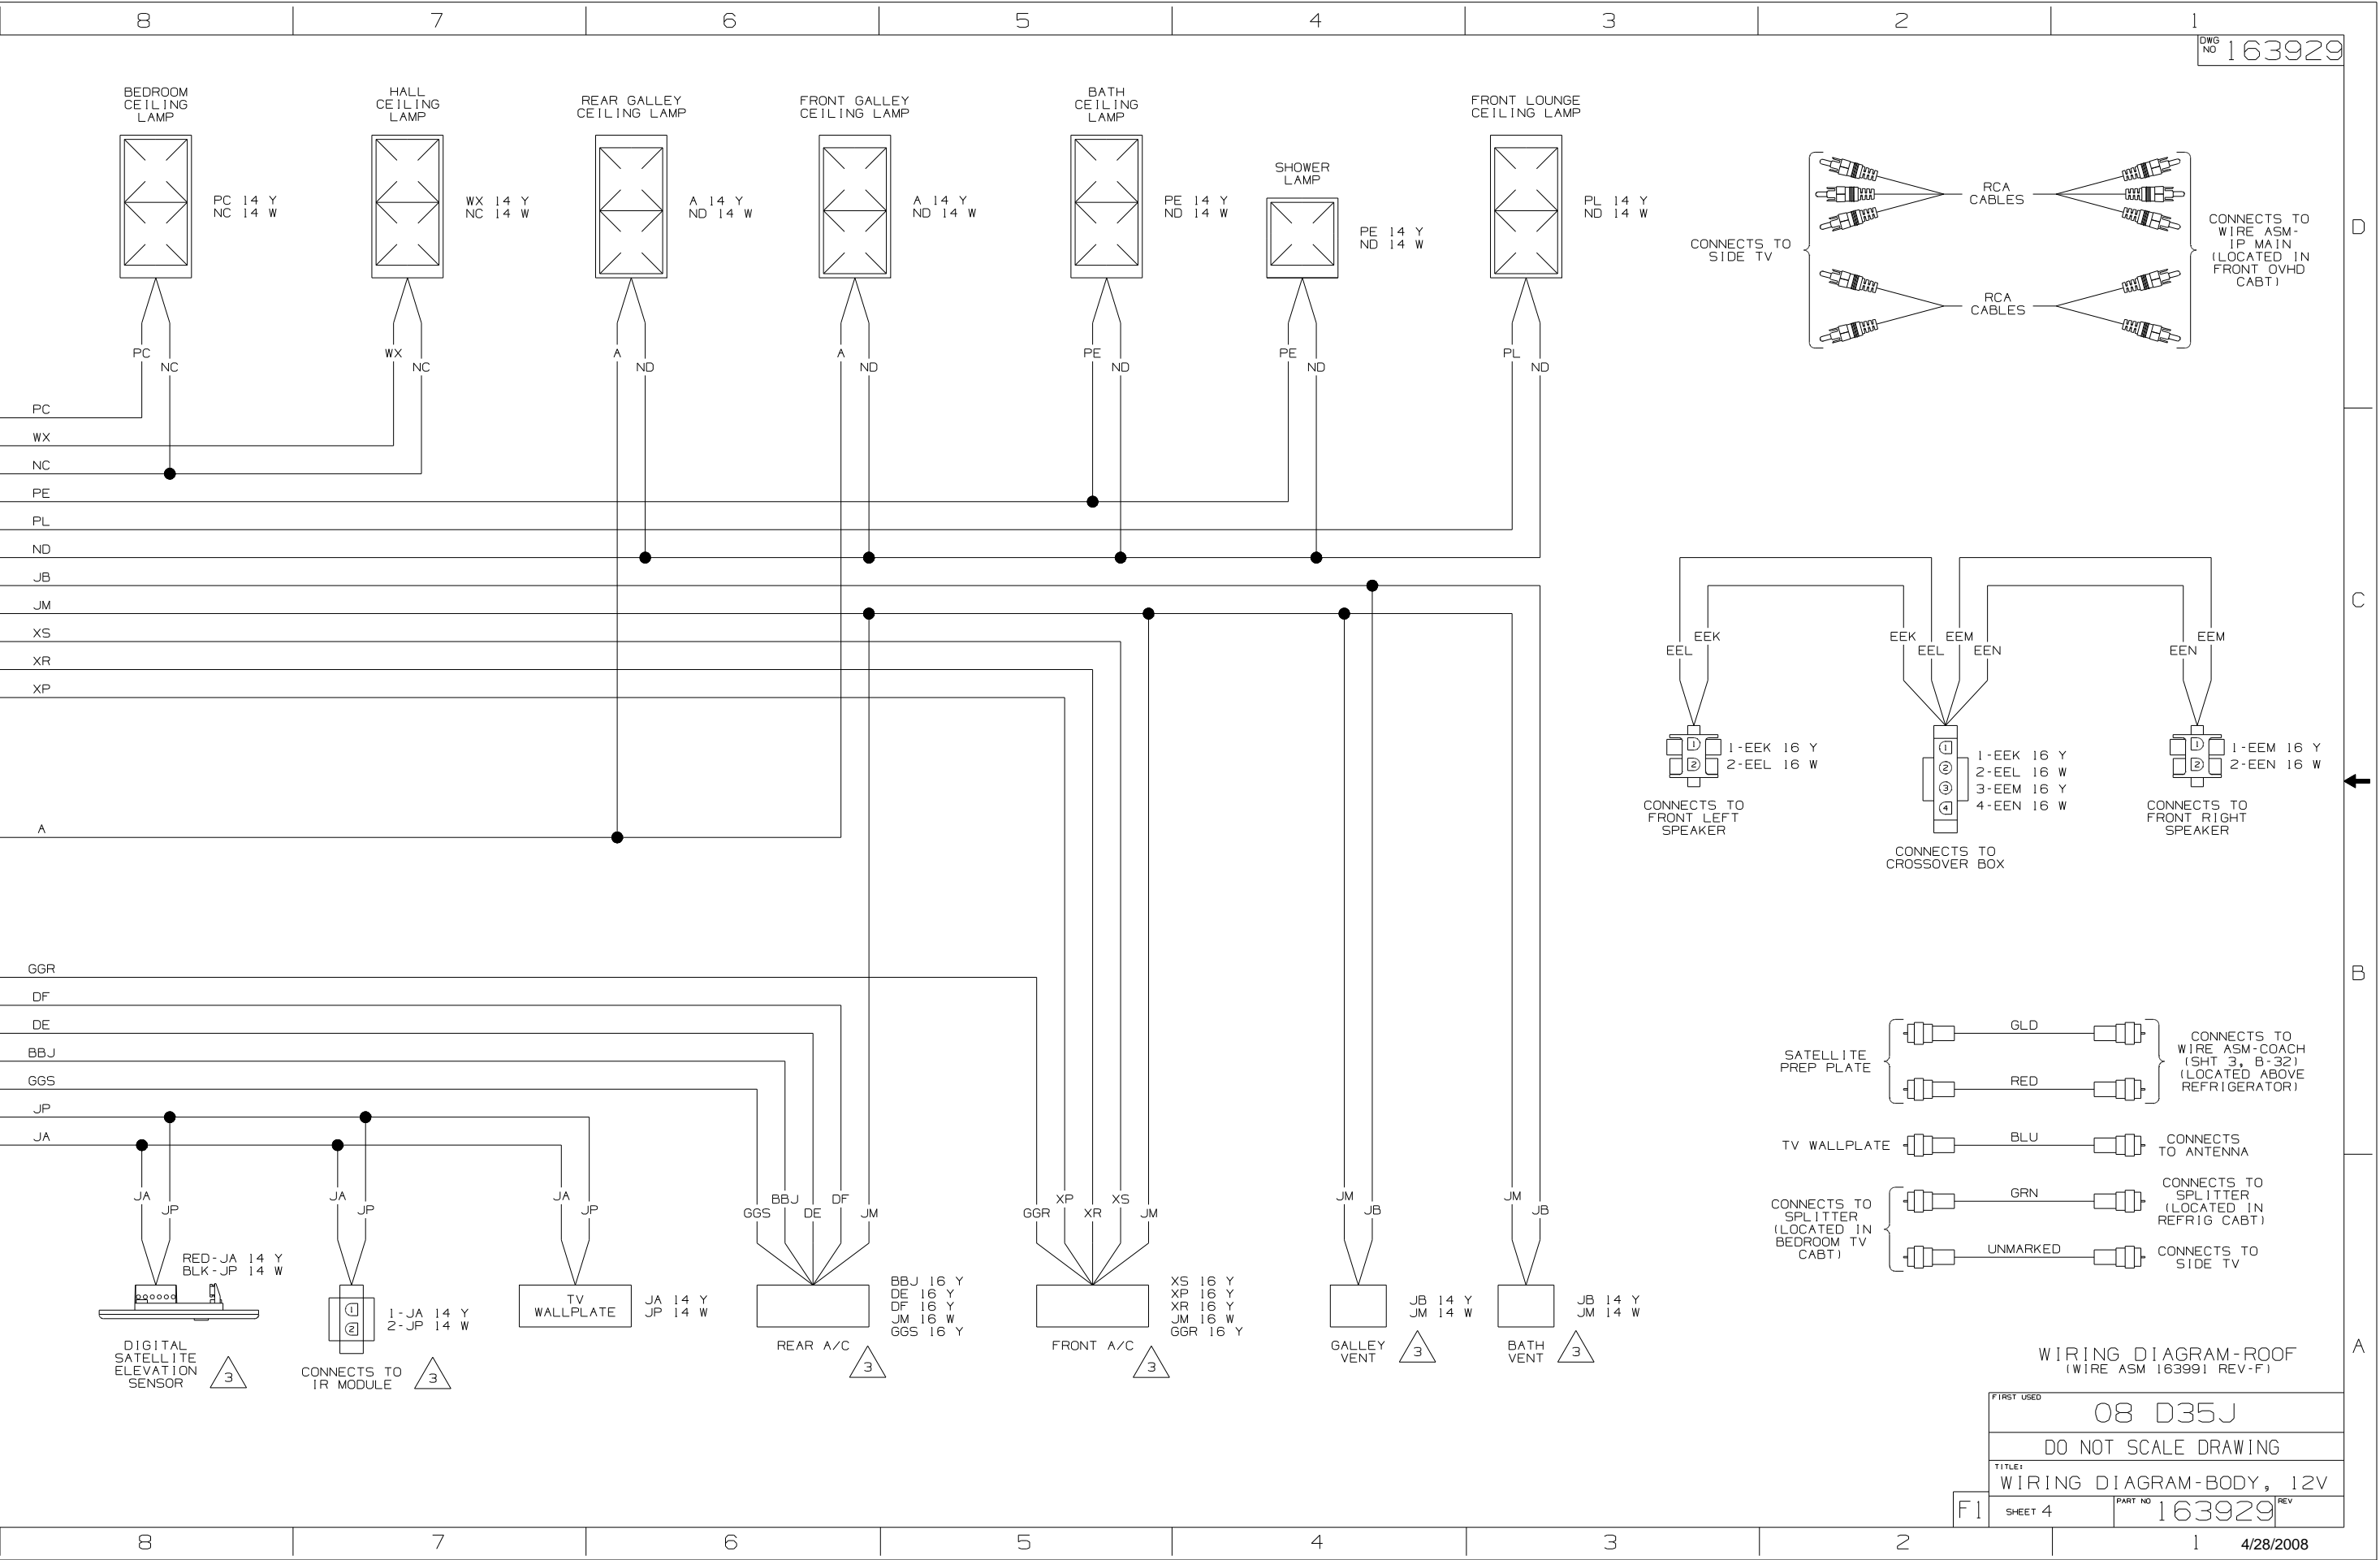 8 7 6 5 4 3 2 1
DWG
NO 163929
BEDROOM
CEILING
LAMP
HALL
CEILING
LAMP
REAR GALLEY
CEILING LAMP
FRONT GALLEY
CEILING LAMP
BATH
CEILING
LAMP
SHOWER
LAMP
FRONT LOUNGE
CEILING LAMP
PC 14 Y
NC 14 W
WX 14 Y
NC 14 W
A 14 Y
ND 14 W
A 14 Y
ND 14 W
PE 14 Y
ND 14 W
PE 14 Y
ND 14 W
PL 14 Y
ND 14 W
CONNECTS TO
SIDE TV
RCA
CABLES
RCA
CABLES
CONNECTS TO
WIRE ASM-
IP MAIN
(LOCATED IN
FRONT OVHD
CABT)
D
PC
NC
WX
NC
A
ND
A
ND
PE
ND
PE
ND
PL
ND
PC
WX
NC
PE
PL
ND
JB
JM
XS
XR
XP
A
C
EEK
EEL
EEK
EEL
EEM
EEN
EEM
EEN
1
2
1-EEK 16 Y
2-EEL 16 W
CONNECTS TO
FRONT LEFT
SPEAKER
1
2
3
4
1-EEK 16 Y
2-EEL 16 W
3-EEM 16 Y
4-EEN 16 W
CONNECTS TO
CROSSOVER BOX
1
2
1-EEM 16 Y
2-EEN 16 W
CONNECTS TO
FRONT RIGHT
SPEAKER
B
GGR
DF
DE
BBJ
GGS
JP
JA
JA
JP
JA
JP
JA
JP
GGS
BBJ
DE
DF
JM
GGR
XP
XR
XS
JM
JM
JB
JM
JB
RED-JA 14 Y
BLK-JP 14 W
DIGITAL
SATELLITE
ELEVATION
SENSOR
3
1
2
1-JA 14 Y
2-JP 14 W
CONNECTS TO
IR MODULE
3
TV
WALLPLATE
JA 14 Y
JP 14 W
BBJ 16 Y
DE 16 Y
DF 16 Y
JM 16 W
GGS 16 Y
REAR A/C
3
XS 16 Y
XP 16 Y
XR 16 Y
JM 16 W
GGR 16 Y
FRONT A/C
3
JB 14 Y
JM 14 W
GALLEY
VENT
3
JB 14 Y
JM 14 W
BATH
VENT
3
SATELLITE
PREP PLATE
GLD
RED
CONNECTS TO
WIRE ASM-COACH
(SHT 3, B-32)
(LOCATED ABOVE
REFRIGERATOR)
TV WALLPLATE
BLU
CONNECTS
TO ANTENNA
CONNECTS TO
SPLITTER
(LOCATED IN
BEDROOM TV
CABT)
GRN
CONNECTS TO
SPLITTER
(LOCATED IN
REFRIG CABT)
UNMARKED
CONNECTS TO
SIDE TV
A
WIRING DIAGRAM-ROOF
(WIRE ASM 163991 REV-F)
FIRST USED
08 D35J
DO NOT SCALE DRAWING
TITLE:
WIRING DIAGRAM-BODY, 12V
F1
SHEET 4
PART NO 163929
REV
8 7 6 5 4 3 2 1
4/28/2008